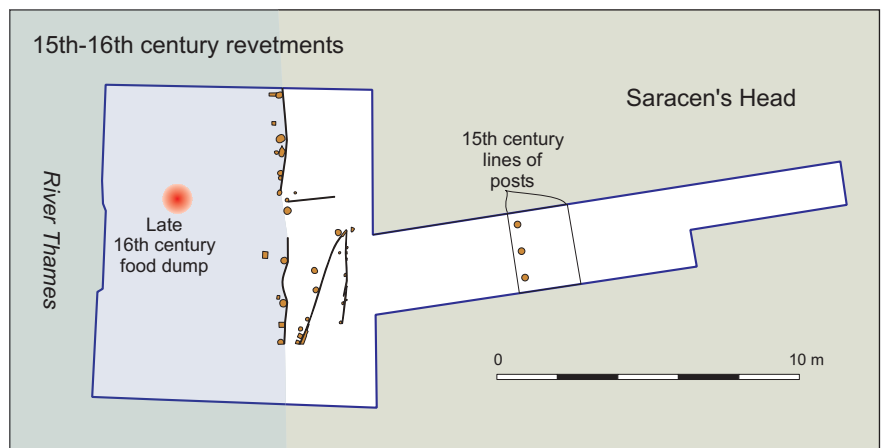 15th-16th century revetments
Saracen's Head
15th century
lines of
posts
River Thames
Late
16th century
food dump
0
10 m